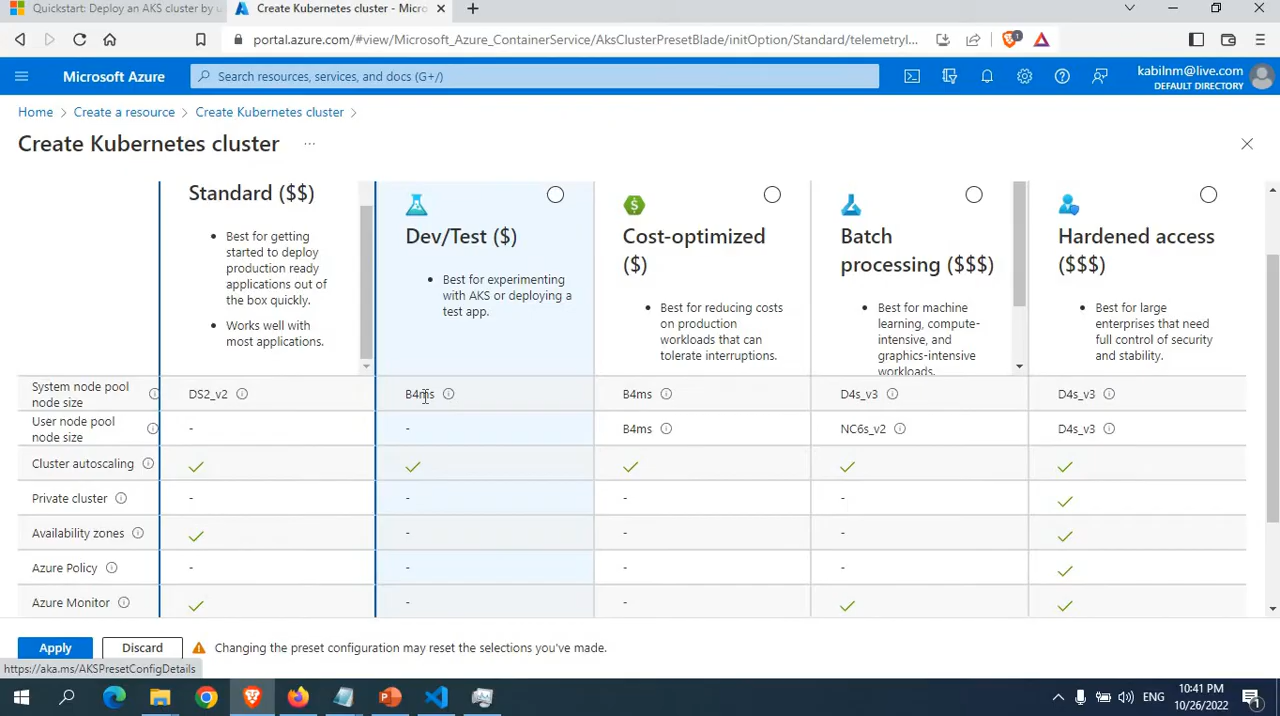 Quickstart: Deploy an AKS cluster by u
Create Kubernetes cluster - Micro
portal.azure.com/#view/Microsoft_Azure_ContainerService/AksClusterPresetBlade/initOption/Standard/telemetryI...
1
Microsoft Azure
Search resources, services, and docs (G+/)
kabilnm@live.com
DEFAULT DIRECTORY
Home > Create a resource > Create Kubernetes cluster >
Create Kubernetes cluster ...
Standard ($$)
• Best for getting
started to deploy
production ready
applications out of
the box quickly.
• Works well with
most applications.
Dev/Test ($)
• Best for experimenting
with AKS or deploying a
test app.
Cost-optimized
($)
• Best for reducing costs
on production
workloads that can
tolerate interruptions.
Batch
processing ($$$)
• Best for machine
learning, compute-
intensive, and
graphics-intensive
workloads.
Hardened access
($$$)
• Best for large
enterprises that need
full control of security
and stability.
System node pool
node size
DS2_v2
B4ms
B4ms
D4s_v3
D4s_v3
User node pool
node size
-
-
B4ms
NC6s_v2
D4s_v3
Cluster autoscaling
✓ ✓ ✓ ✓ ✓
Private cluster
- - - - ✓
Availability zones
✓ - - - ✓
Azure Policy
- - - - ✓
Azure Monitor
✓ - - ✓ ✓
Apply
Discard
Changing the preset configuration may reset the selections you've made.
https://aka.ms/AKSPresetConfigDetails
ENG
10:41 PM
10/26/2022
1